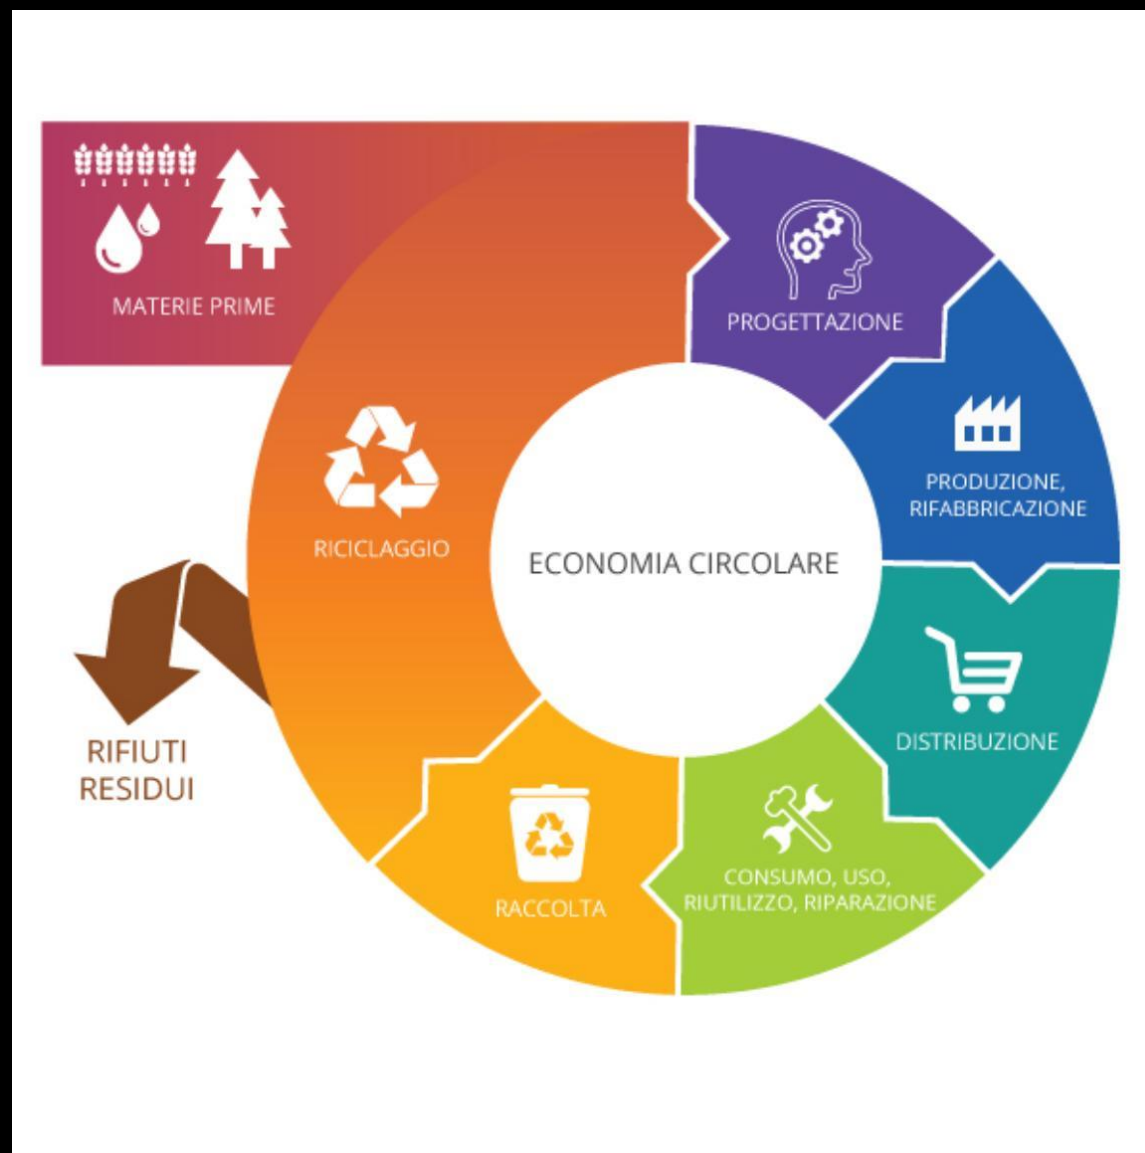 MATERIE PRIME
PROGETTAZIONE
PRODUZIONE,
RIFABBRICAZIONE
RICICLAGGIO
ECONOMIA CIRCOLARE
DISTRIBUZIONE
RIFIUTI
RESIDUI
CONSUMO, USO,
RIUTILIZZO, RIPARAZIONE
RACCOLTA